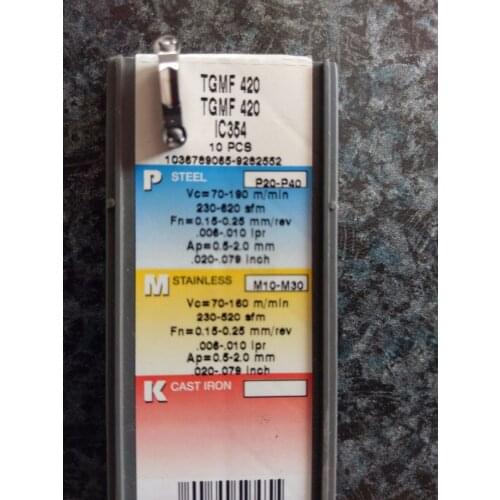 TGMF 420
TGMF 420
IC354
10 PCS
1036789065-9262552
P STEEL P20-P40
Vc=70-190 m/min
230-620 sfm
Fn=0.15-0.25 mm/rev
.006-.010 ipr
Ap=0.5-2.0 mm
.020-.079 inch
M STAINLESS M10-M30
Vc=70-160 m/min
230-520 sfm
Fn=0.15-0.25 mm/rev
.006-.010 ipr
Ap=0.5-2.0 mm
.020-.079 inch
K CAST IRON